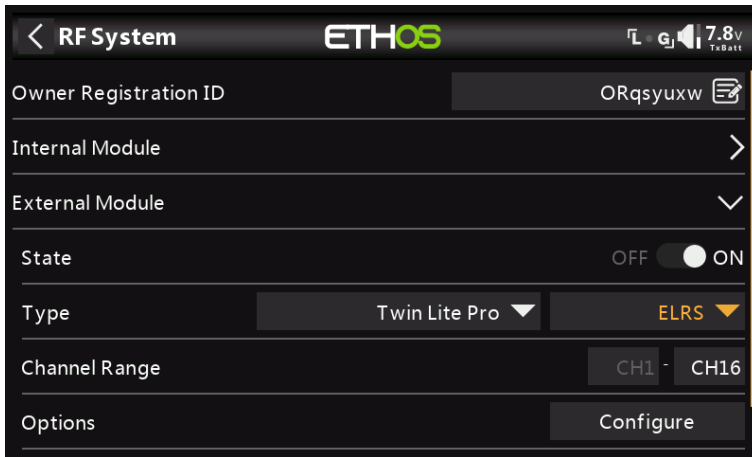 RF System ETHOS L G 7.8V
TxBatt
Owner Registration ID ORqsyuxw
Internal Module
External Module
State OFF ON
Type Twin Lite Pro ELRS
Channel Range CH1 - CH16
Options Configure